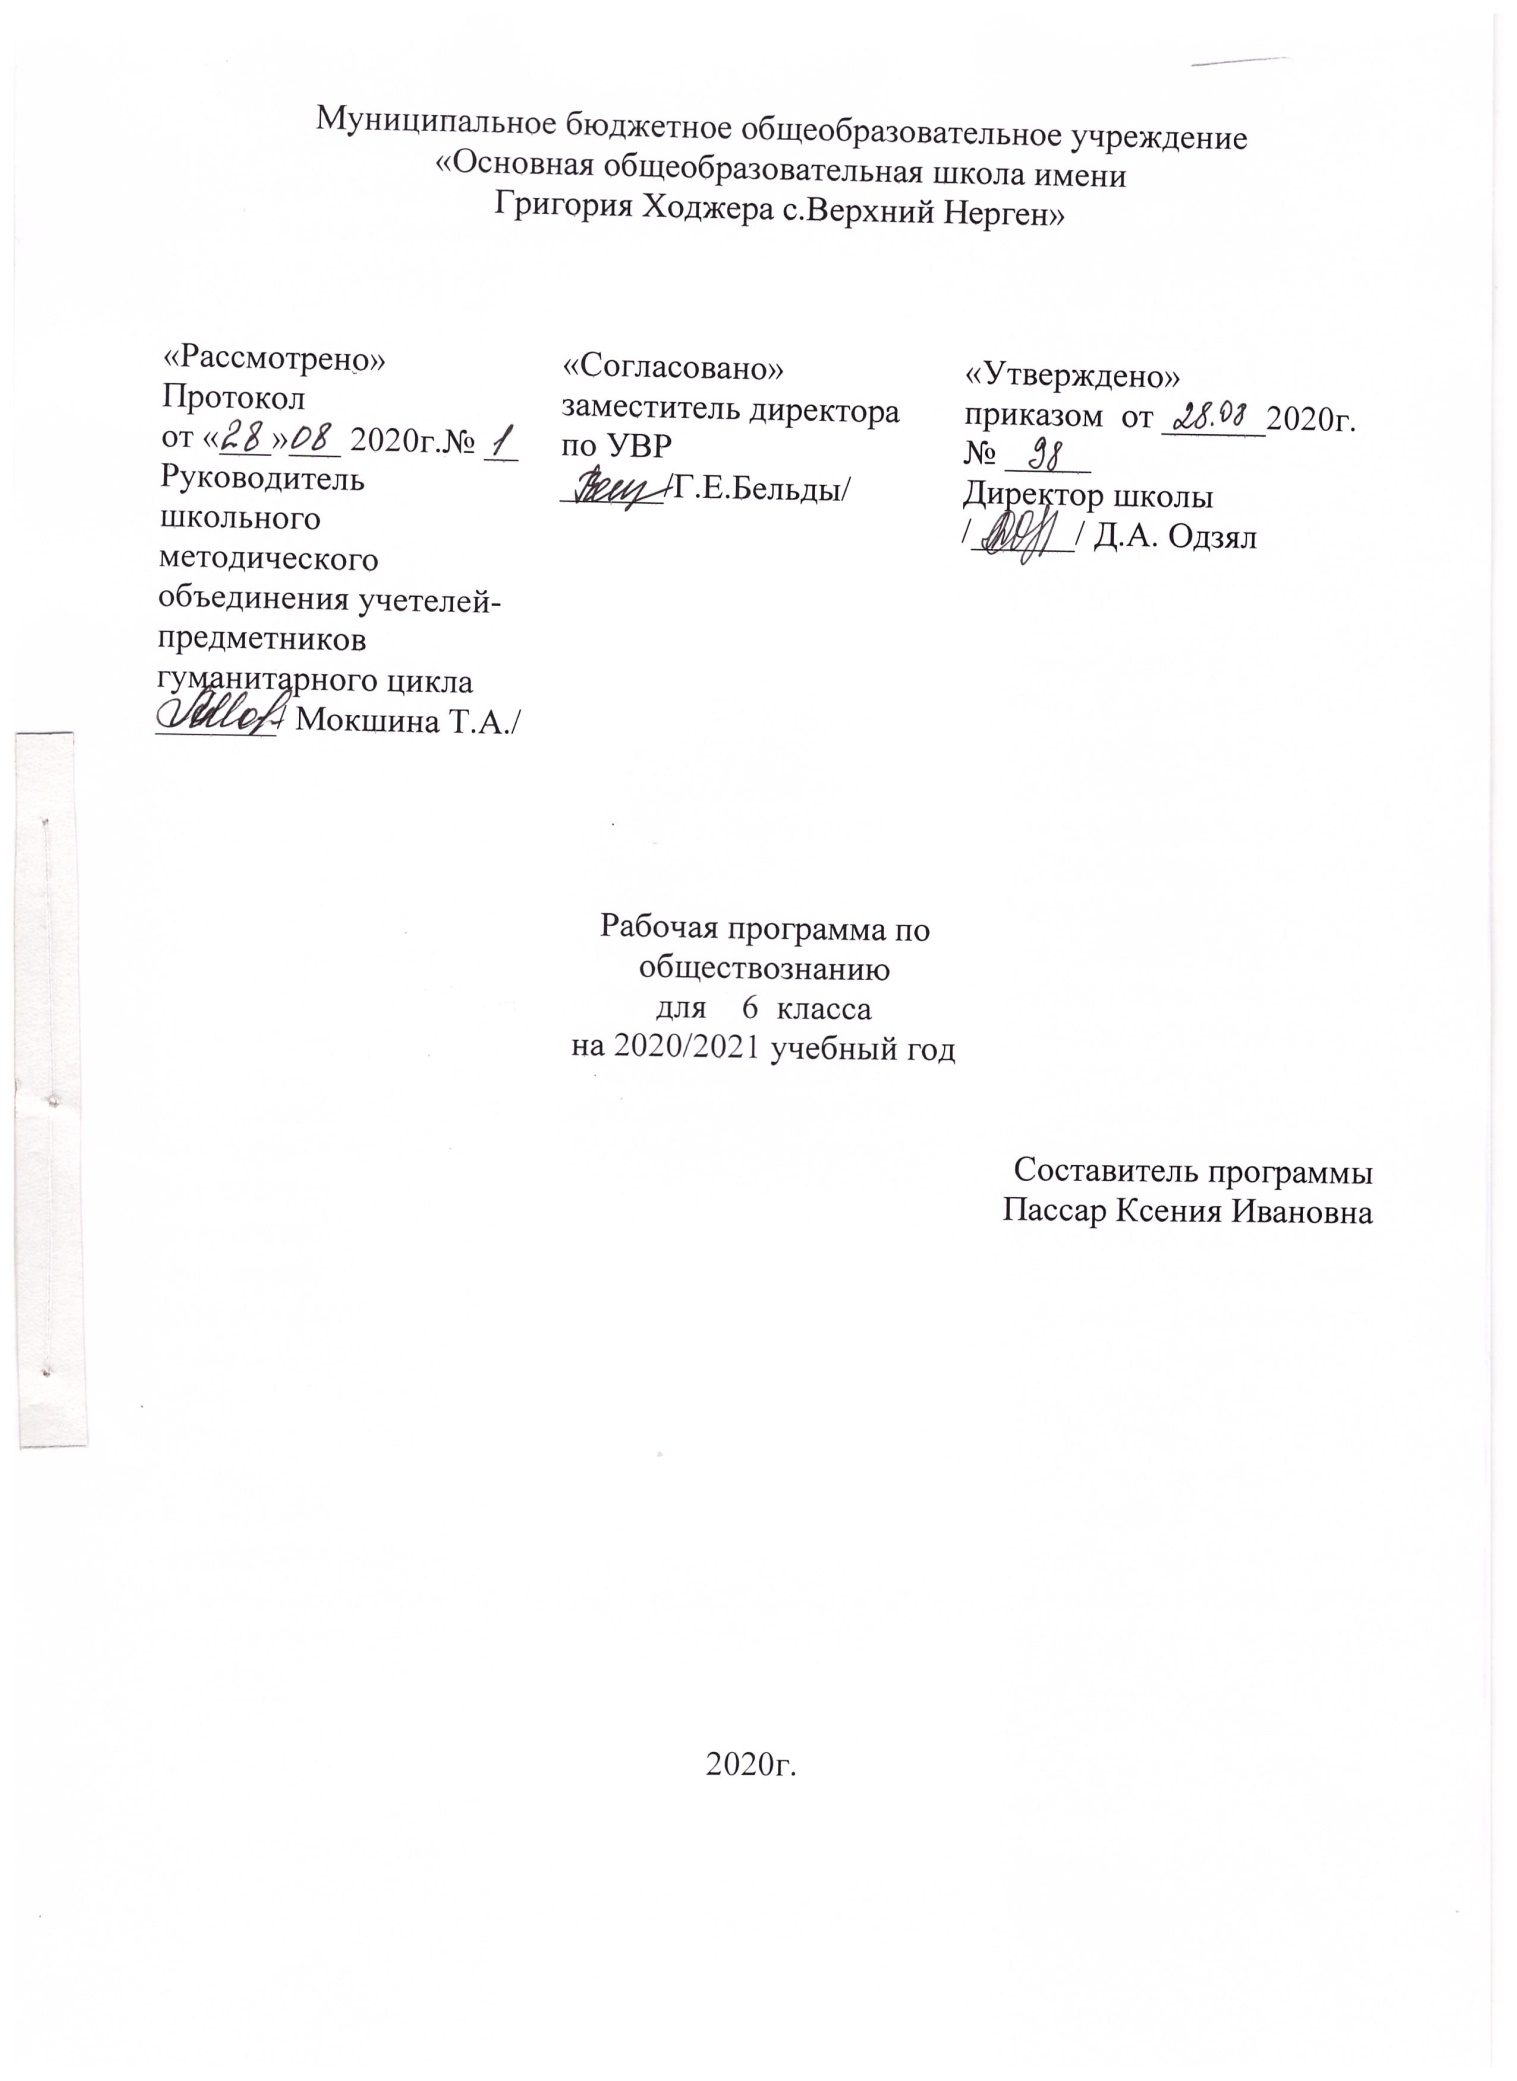 Муниципальное бюджетное общеобразовательное учреждение
«Основная общеобразовательная школа имени
Григория Ходжера с.Верхний Нерген»
«Рассмотрено»
Протокол
от «28»08 2020г.№ 1
Руководитель
школьного
методического
объединения учетелей-
предметников
гуманитарного цикла
/ Мокшина Т.А./
«Согласовано»
заместитель директора
по УВР
/Г.Е.Бельды/
«Утверждено»
приказом от 28.08 2020г.
№ 98
Директор школы
/ / Д.А. Одзял
Рабочая программа по
обществознанию
для 6 класса
на 2020/2021 учебный год
Составитель программы
Пассар Ксения Ивановна
2020г.